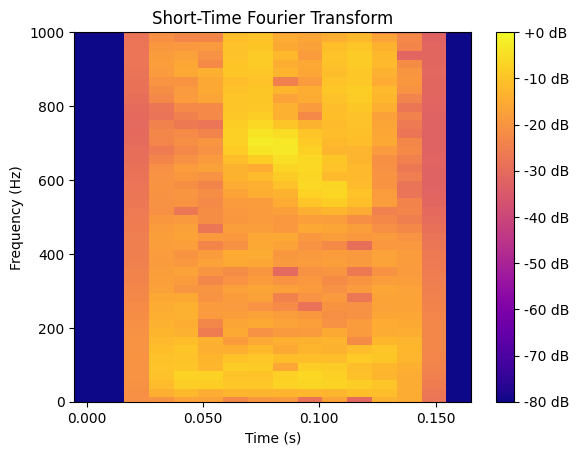 Short-Time Fourier Transform
1000
800
600
400
200
0
Frequency (Hz)
0.000
0.050
0.100
0.150
Time (s)
+0 dB
-10 dB
-20 dB
-30 dB
-40 dB
-50 dB
-60 dB
-70 dB
-80 dB